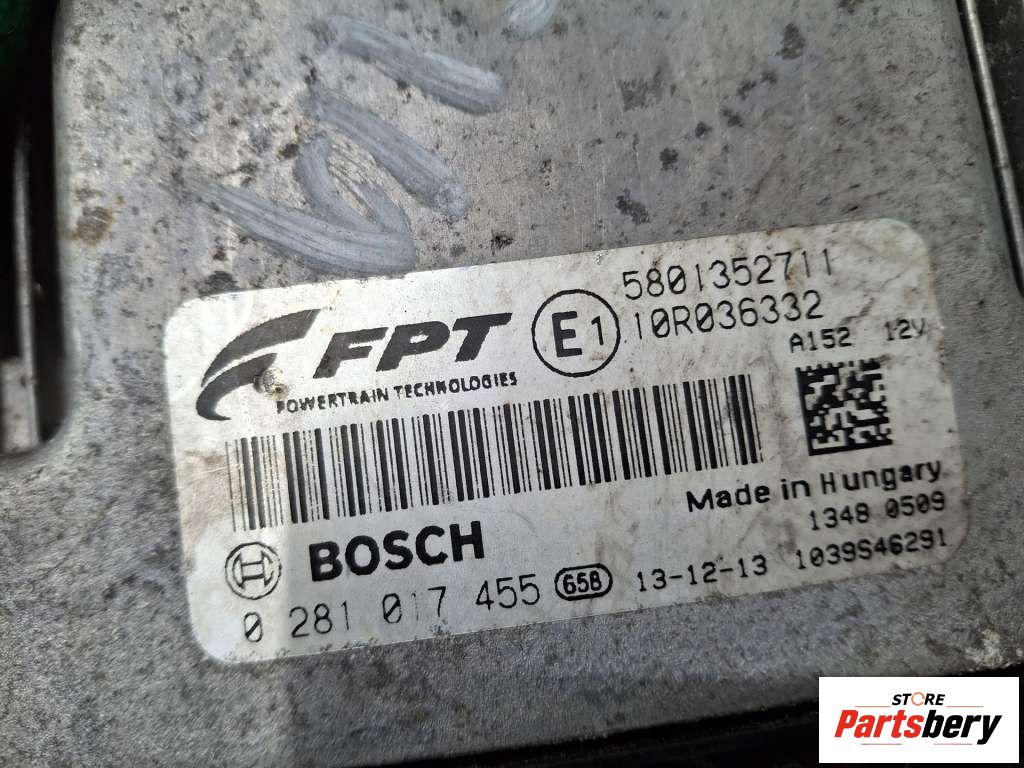 5801352711
FPT E1 10R036332
POWERTRAIN TECHNOLOGIES
A152 12V
Made in Hungary
BOSCH 1348 0509
0 281 017 455 65B 13-12-13 1039S46291
STORE
Partsbery